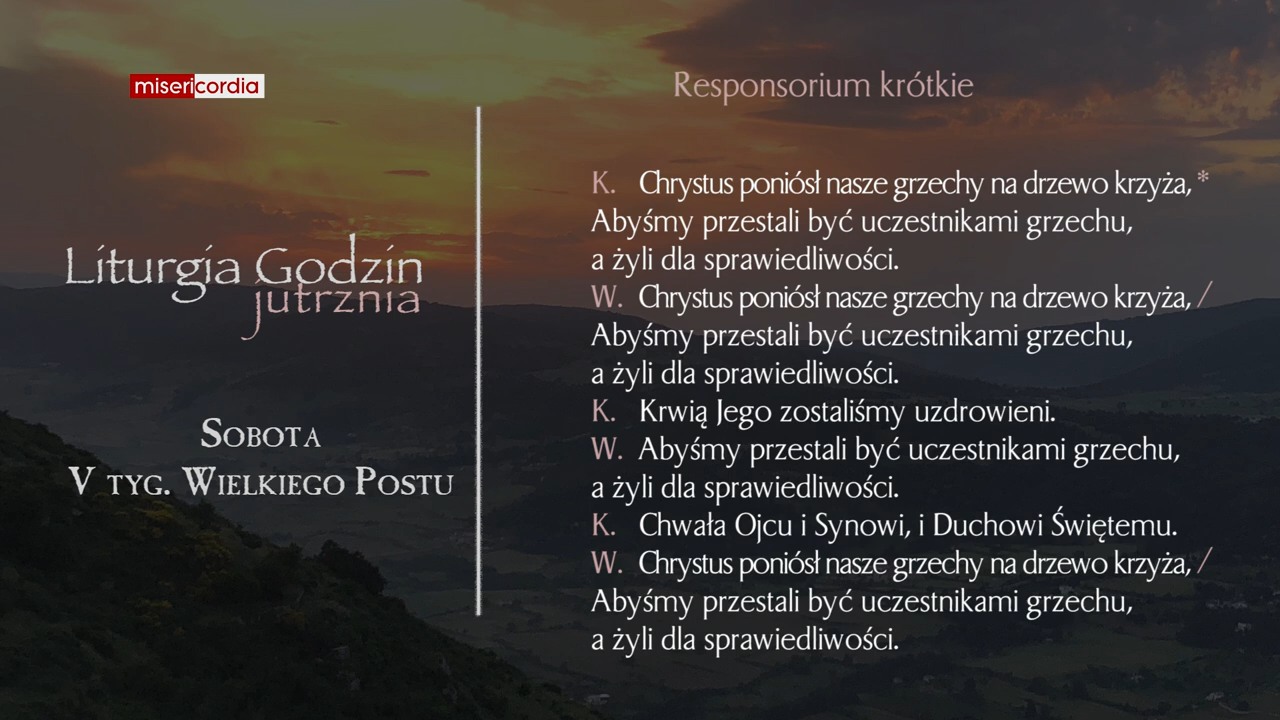 misericordia
Liturgia Godzin
jutrznia
Sobota
V tyg. Wielkiego Postu
Responsorium krótkie
K. Chrystus poniósł nasze grzechy na drzewo krzyża, *
Abyśmy przestali być uczestnikami grzechu,
a żyli dla sprawiedliwości.
W. Chrystus poniósł nasze grzechy na drzewo krzyża, /
Abyśmy przestali być uczestnikami grzechu,
a żyli dla sprawiedliwości.
K. Krwią Jego zostaliśmy uzdrowieni.
W. Abyśmy przestali być uczestnikami grzechu,
a żyli dla sprawiedliwości.
K. Chwała Ojcu i Synowi, i Duchowi Świętemu.
W. Chrystus poniósł nasze grzechy na drzewo krzyża, /
Abyśmy przestali być uczestnikami grzechu,
a żyli dla sprawiedliwości.